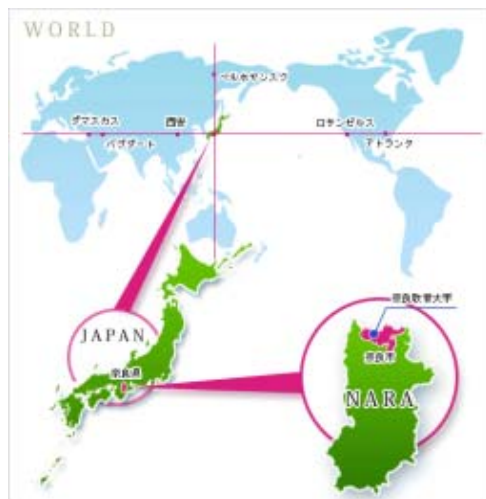 WORLD
ベルホヤンスク
ダマスカス
西安
ロサンゼルス
バグダード
アトランタ
JAPAN
奈良県
奈良教育大学
奈良市
NARA